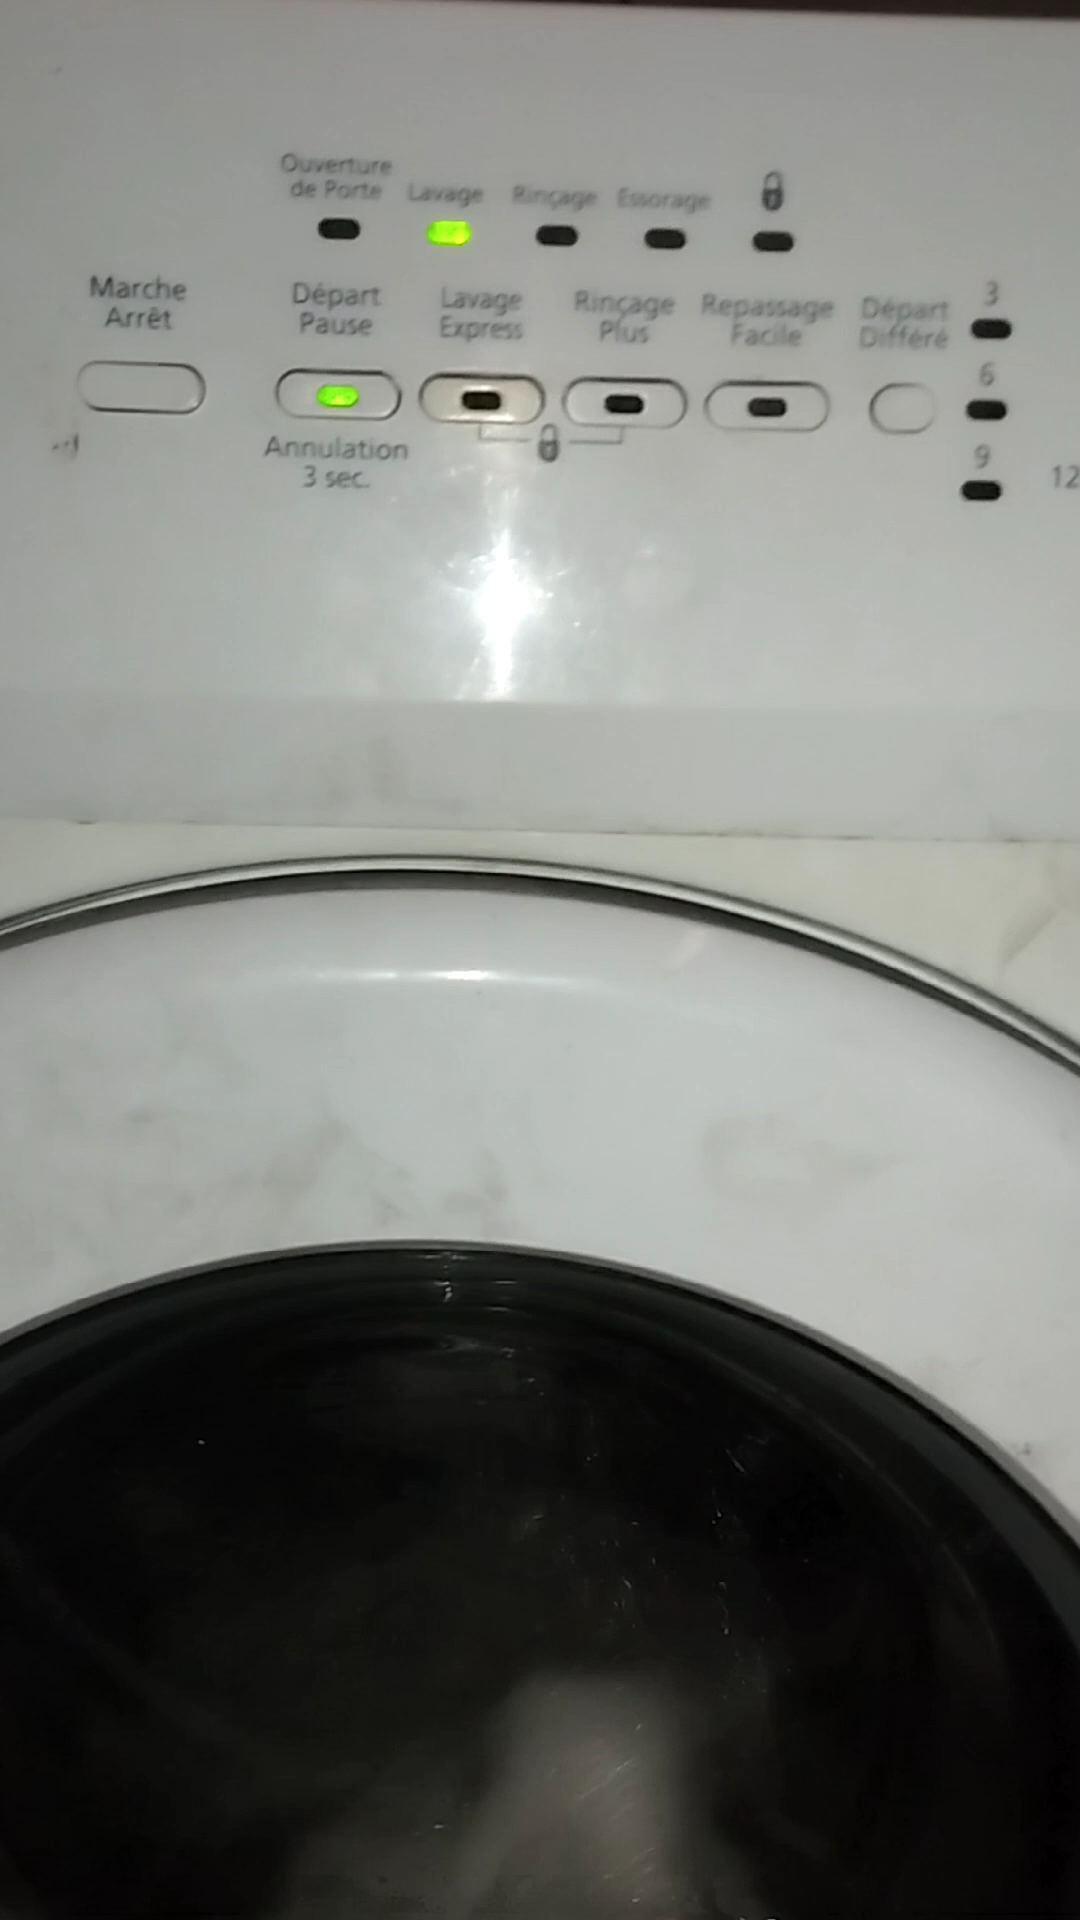 Ouverture
de Porte
Lavage
Rinçage
Essorage
Marche
Arrêt
Départ
Pause
Lavage
Express
Rinçage
Plus
Repassage
Facile
Départ
Différé
3
6
9
12
Annulation
3 sec.